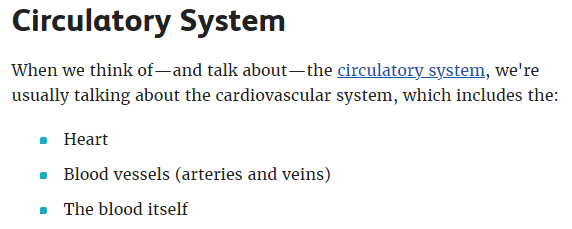 Circulatory System
When we think of—and talk about—the circulatory system, we're
usually talking about the cardiovascular system, which includes the:
Heart
Blood vessels (arteries and veins)
The blood itself